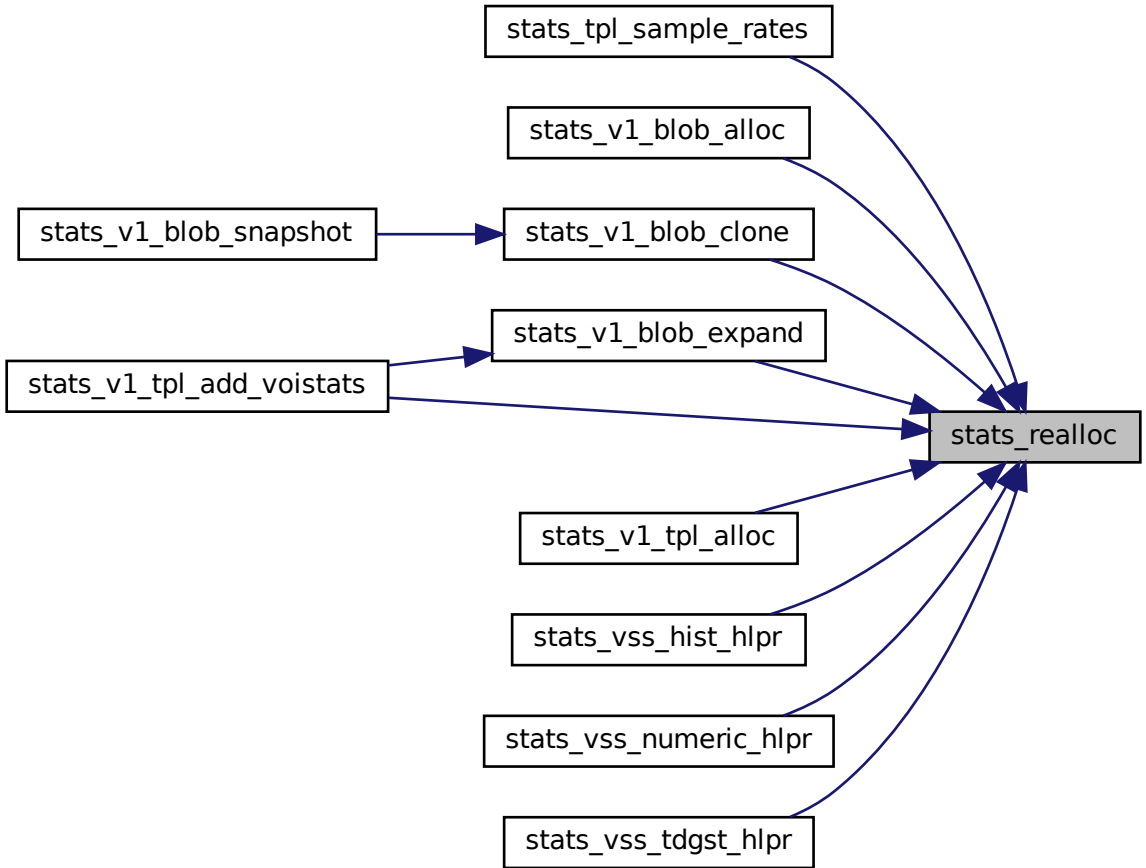 stats_tpl_sample_rates
stats_v1_blob_alloc
stats_v1_blob_snapshot
stats_v1_blob_clone
stats_v1_blob_expand
stats_v1_tpl_add_voistats
stats_realloc
stats_v1_tpl_alloc
stats_vss_hist_hlpr
stats_vss_numeric_hlpr
stats_vss_tdgst_hlpr